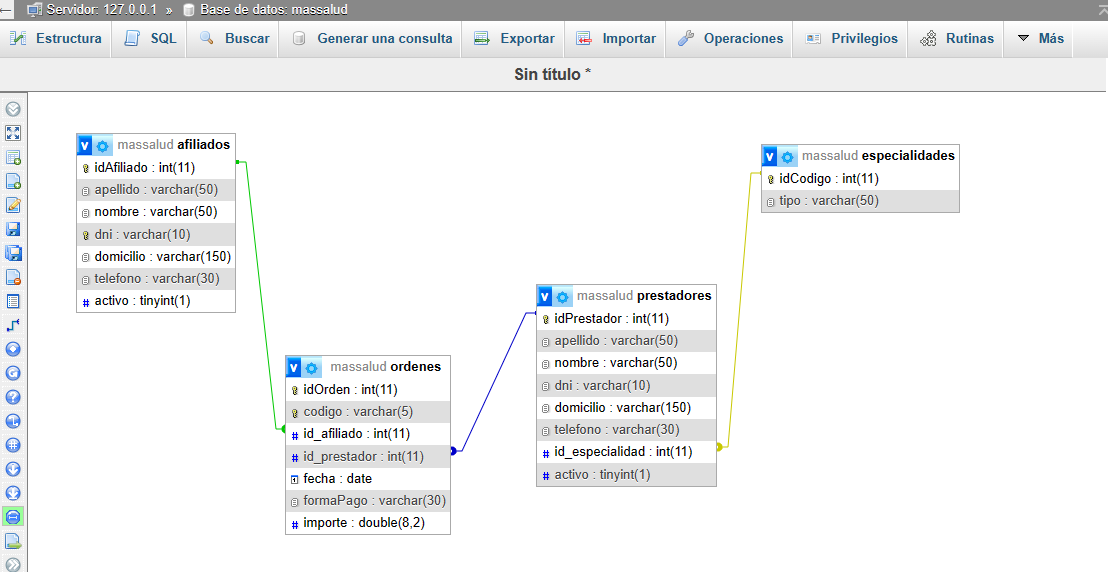 Servidor: 127.0.0.1 » Base de datos: massalud
Estructura SQL Buscar Generar una consulta Exportar Importar Operaciones Privilegios Rutinas Más
Sin título *
v massalud afiliados
idAfiliado : int(11)
apellido : varchar(50)
nombre : varchar(50)
dni : varchar(10)
domicilio : varchar(150)
telefono : varchar(30)
# activo : tinyint(1)
v massalud especialidades
idCodigo : int(11)
tipo : varchar(50)
v massalud prestadores
idPrestador : int(11)
apellido : varchar(50)
nombre : varchar(50)
dni : varchar(10)
domicilio : varchar(150)
telefono : varchar(30)
# id_especialidad : int(11)
# activo : tinyint(1)
v massalud ordenes
idOrden : int(11)
codigo : varchar(5)
# id_afiliado : int(11)
# id_prestador : int(11)
fecha : date
formaPago : varchar(30)
# importe : double(8,2)